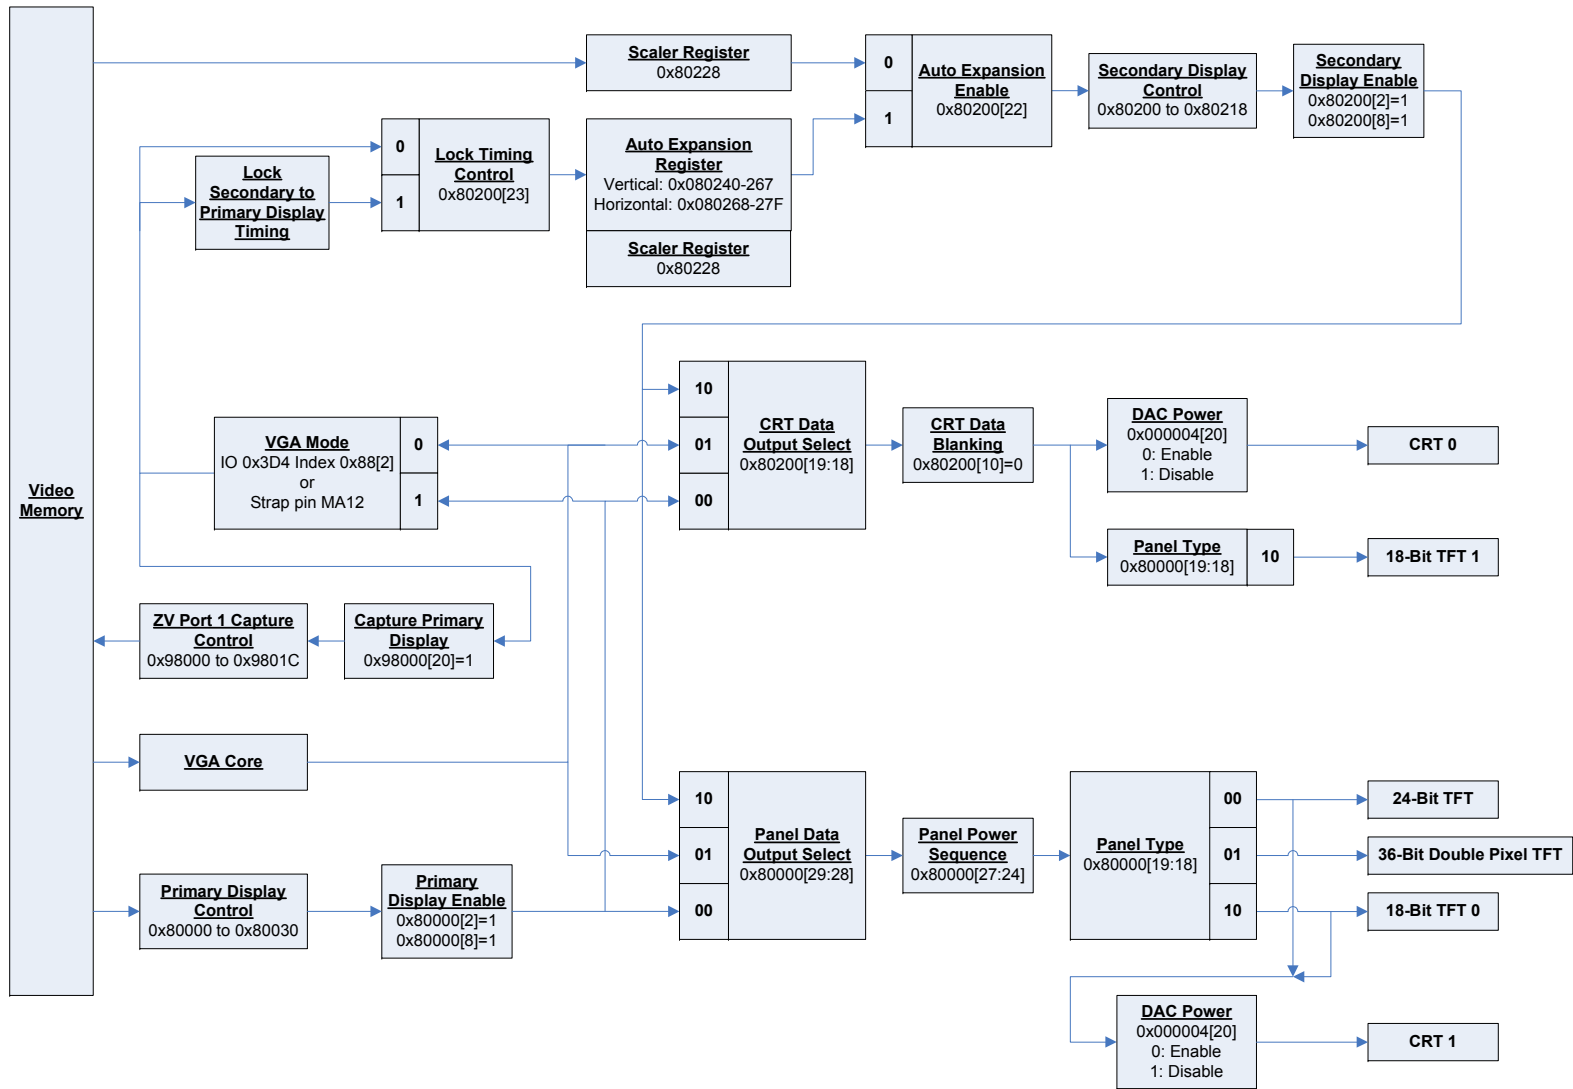 Video
Memory
Scaler Register
0x80228
0
1
Auto Expansion
Enable
0x80200[22]
Secondary Display
Control
0x80200 to 0x80218
Secondary
Display Enable
0x80200[2]=1
0x80200[8]=1
Lock
Secondary to
Primary Display
Timing
0
1
Lock Timing
Control
0x80200[23]
Auto Expansion
Register
Vertical: 0x080240-267
Horizontal: 0x080268-27F
Scaler Register
0x80228
VGA Mode
IO 0x3D4 Index 0x88[2]
or
Strap pin MA12
0
1
10
01
00
CRT Data
Output Select
0x80200[19:18]
CRT Data
Blanking
0x80200[10]=0
DAC Power
0x000004[20]
0: Enable
1: Disable
CRT 0
Panel Type
0x80000[19:18]
10
18-Bit TFT 1
ZV Port 1 Capture
Control
0x98000 to 0x9801C
Capture Primary
Display
0x98000[20]=1
VGA Core
Primary Display
Control
0x80000 to 0x80030
Primary
Display Enable
0x80000[2]=1
0x80000[8]=1
10
01
00
Panel Data
Output Select
0x80000[29:28]
Panel Power
Sequence
0x80000[27:24]
Panel Type
0x80000[19:18]
00
01
10
24-Bit TFT
36-Bit Double Pixel TFT
18-Bit TFT 0
DAC Power
0x000004[20]
0: Enable
1: Disable
CRT 1